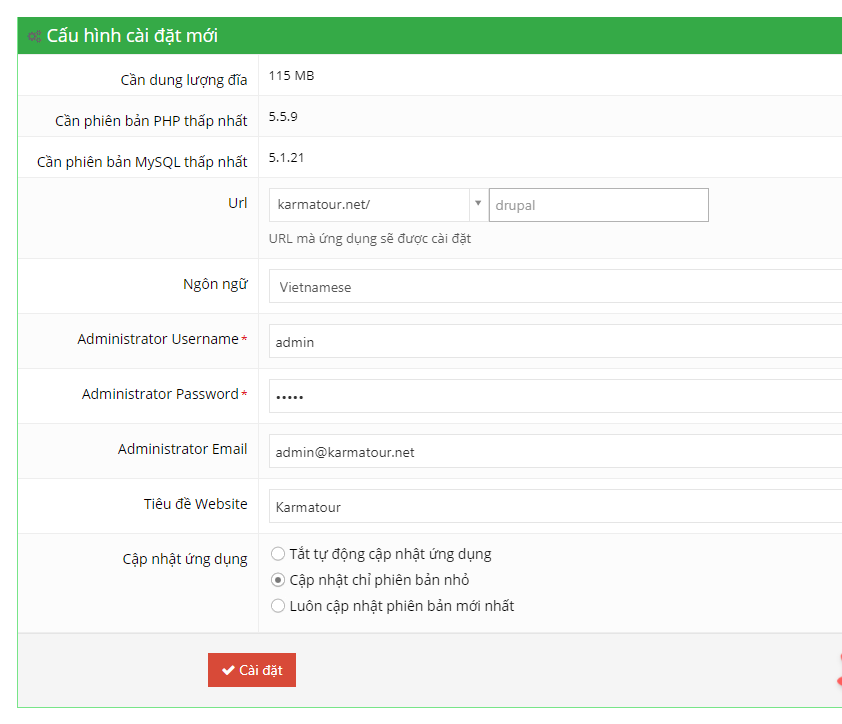 Cấu hình cài đặt mới
Cần dung lượng đĩa 115 MB
Cần phiên bản PHP thấp nhất 5.5.9
Cần phiên bản MySQL thấp nhất 5.1.21
Url karmatour.net/ drupal
URL mà ứng dụng sẽ được cài đặt
Ngôn ngữ Vietnamese
Administrator Username* admin
Administrator Password* •••••
Administrator Email admin@karmatour.net
Tiêu đề Website Karmatour
Cập nhật ứng dụng Tắt tự động cập nhật ứng dụng
Cập nhật chỉ phiên bản nhỏ
Luôn cập nhật phiên bản mới nhất
Cài đặt